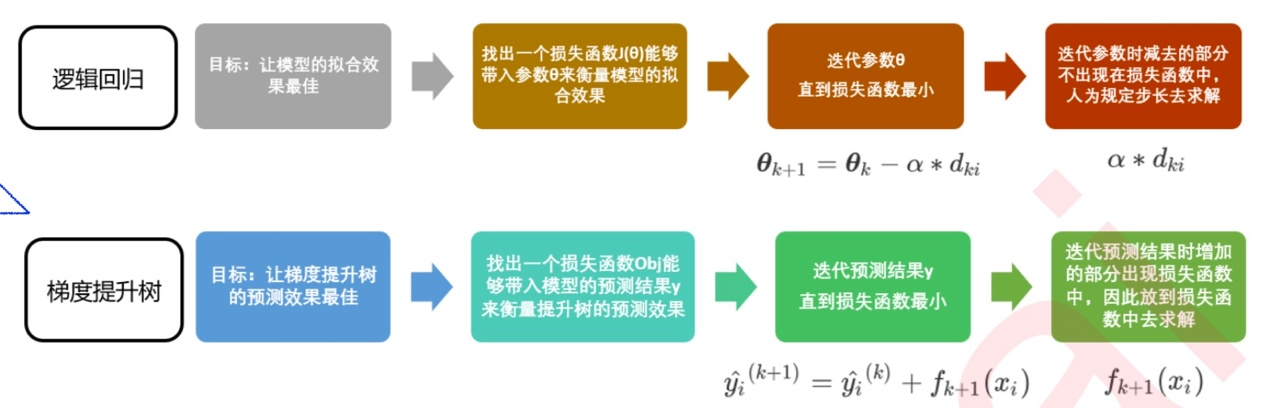 逻辑回归
目标：让模型的拟合效
果最佳
找出一个损失函数J(θ)能够
带入参数θ来衡量模型的拟
合效果
迭代参数θ
直到损失函数最小
迭代参数时减去的部分
不出现在损失函数中，
人为规定步长去求解
θₖ₊₁ = θₖ − α * dₖᵢ
α * dₖᵢ
梯度提升树
目标：让梯度提升树
的预测效果最佳
找出一个损失函数Obj能
够带入模型的预测结果y
来衡量提升树的预测效果
迭代预测结果y
直到损失函数最小
迭代预测结果时增加
的部分出现损失函数
中，因此放到损失函
数中去求解
ŷᵢ⁽ᵏ⁺¹⁾ = ŷᵢ⁽ᵏ⁾ + fₖ₊₁(xᵢ)
fₖ₊₁(xᵢ)